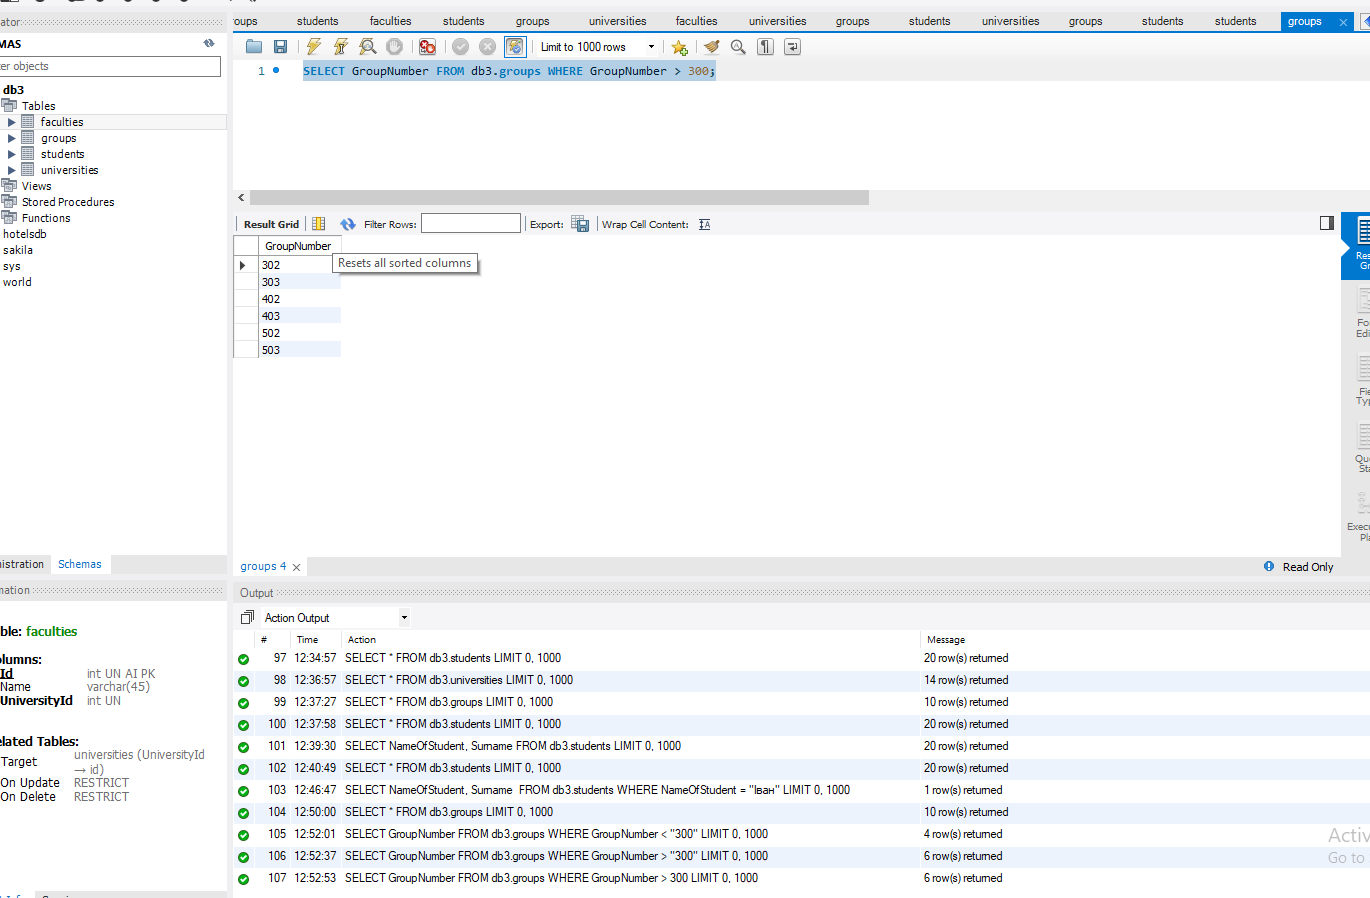 oups students faculties students groups universities faculties universities groups students universities groups students students groups
ator
MAS
er objects
db3
Tables
faculties
groups
students
universities
Views
Stored Procedures
Functions
hotelsdb
sakila
sys
world
Limit to 1000 rows
1 SELECT GroupNumber FROM db3.groups WHERE GroupNumber > 300;
Result Grid Filter Rows: Export: Wrap Cell Content:
GroupNumber
Resets all sorted columns
302
303
402
403
502
503
Res
Gr
Fo
Edi
Fie
Typ
Qu
Sta
Execu
Pla
nistration Schemas
groups 4
Read Only
mation
ble: faculties
lumns:
Id int UN AI PK
Name varchar(45)
UniversityId int UN
elated Tables:
Target universities (UniversityId
→ id)
On Update RESTRICT
On Delete RESTRICT
Output
Action Output
# Time Action Message
97 12:34:57 SELECT * FROM db3.students LIMIT 0, 1000 20 row(s) returned
98 12:36:57 SELECT * FROM db3.universities LIMIT 0, 1000 14 row(s) returned
99 12:37:27 SELECT * FROM db3.groups LIMIT 0, 1000 10 row(s) returned
100 12:37:58 SELECT * FROM db3.students LIMIT 0, 1000 20 row(s) returned
101 12:39:30 SELECT NameOfStudent, Surname FROM db3.students LIMIT 0, 1000 20 row(s) returned
102 12:40:49 SELECT * FROM db3.students LIMIT 0, 1000 20 row(s) returned
103 12:46:47 SELECT NameOfStudent, Surname FROM db3.students WHERE NameOfStudent = "Іван" LIMIT 0, 1000 1 row(s) returned
104 12:50:00 SELECT * FROM db3.groups LIMIT 0, 1000 10 row(s) returned
105 12:52:01 SELECT GroupNumber FROM db3.groups WHERE GroupNumber < "300" LIMIT 0, 1000 4 row(s) returned
106 12:52:37 SELECT GroupNumber FROM db3.groups WHERE GroupNumber > "300" LIMIT 0, 1000 6 row(s) returned
107 12:52:53 SELECT GroupNumber FROM db3.groups WHERE GroupNumber > 300 LIMIT 0, 1000 6 row(s) returned
Activ
Go to